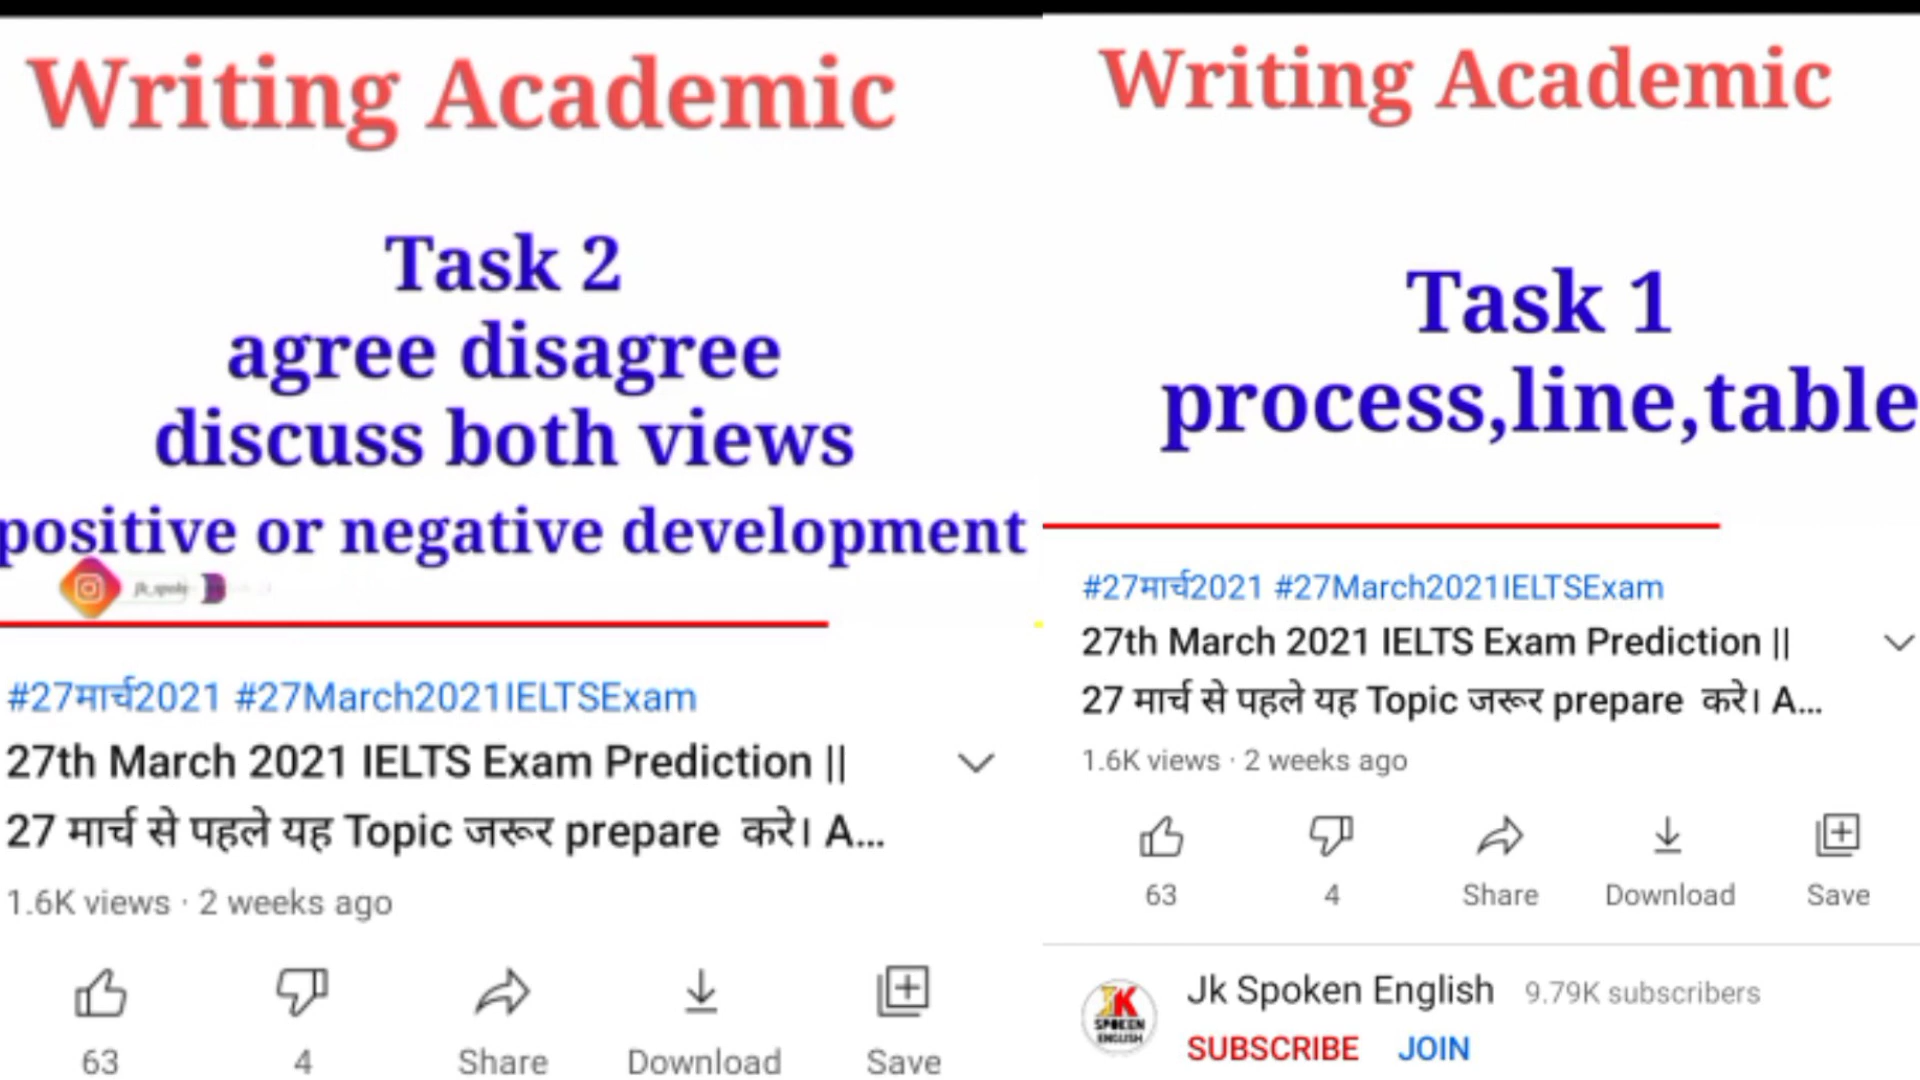 Writing Academic
Task 2
agree disagree
discuss both views
positive or negative development
#27मार्च2021 #27March2021IELTSExam
27th March 2021 IELTS Exam Prediction ||
27 मार्च से पहले यह Topic जरूर prepare करे। A...
1.6K views · 2 weeks ago
63
4
Share
Download
Save
Writing Academic
Task 1
process,line,table
#27मार्च2021 #27March2021IELTSExam
27th March 2021 IELTS Exam Prediction ||
27 मार्च से पहले यह Topic जरूर prepare करे। A...
1.6K views · 2 weeks ago
63
4
Share
Download
Save
JK
SPOKEN
ENGLISH
Jk Spoken English 9.79K subscribers
SUBSCRIBE JOIN